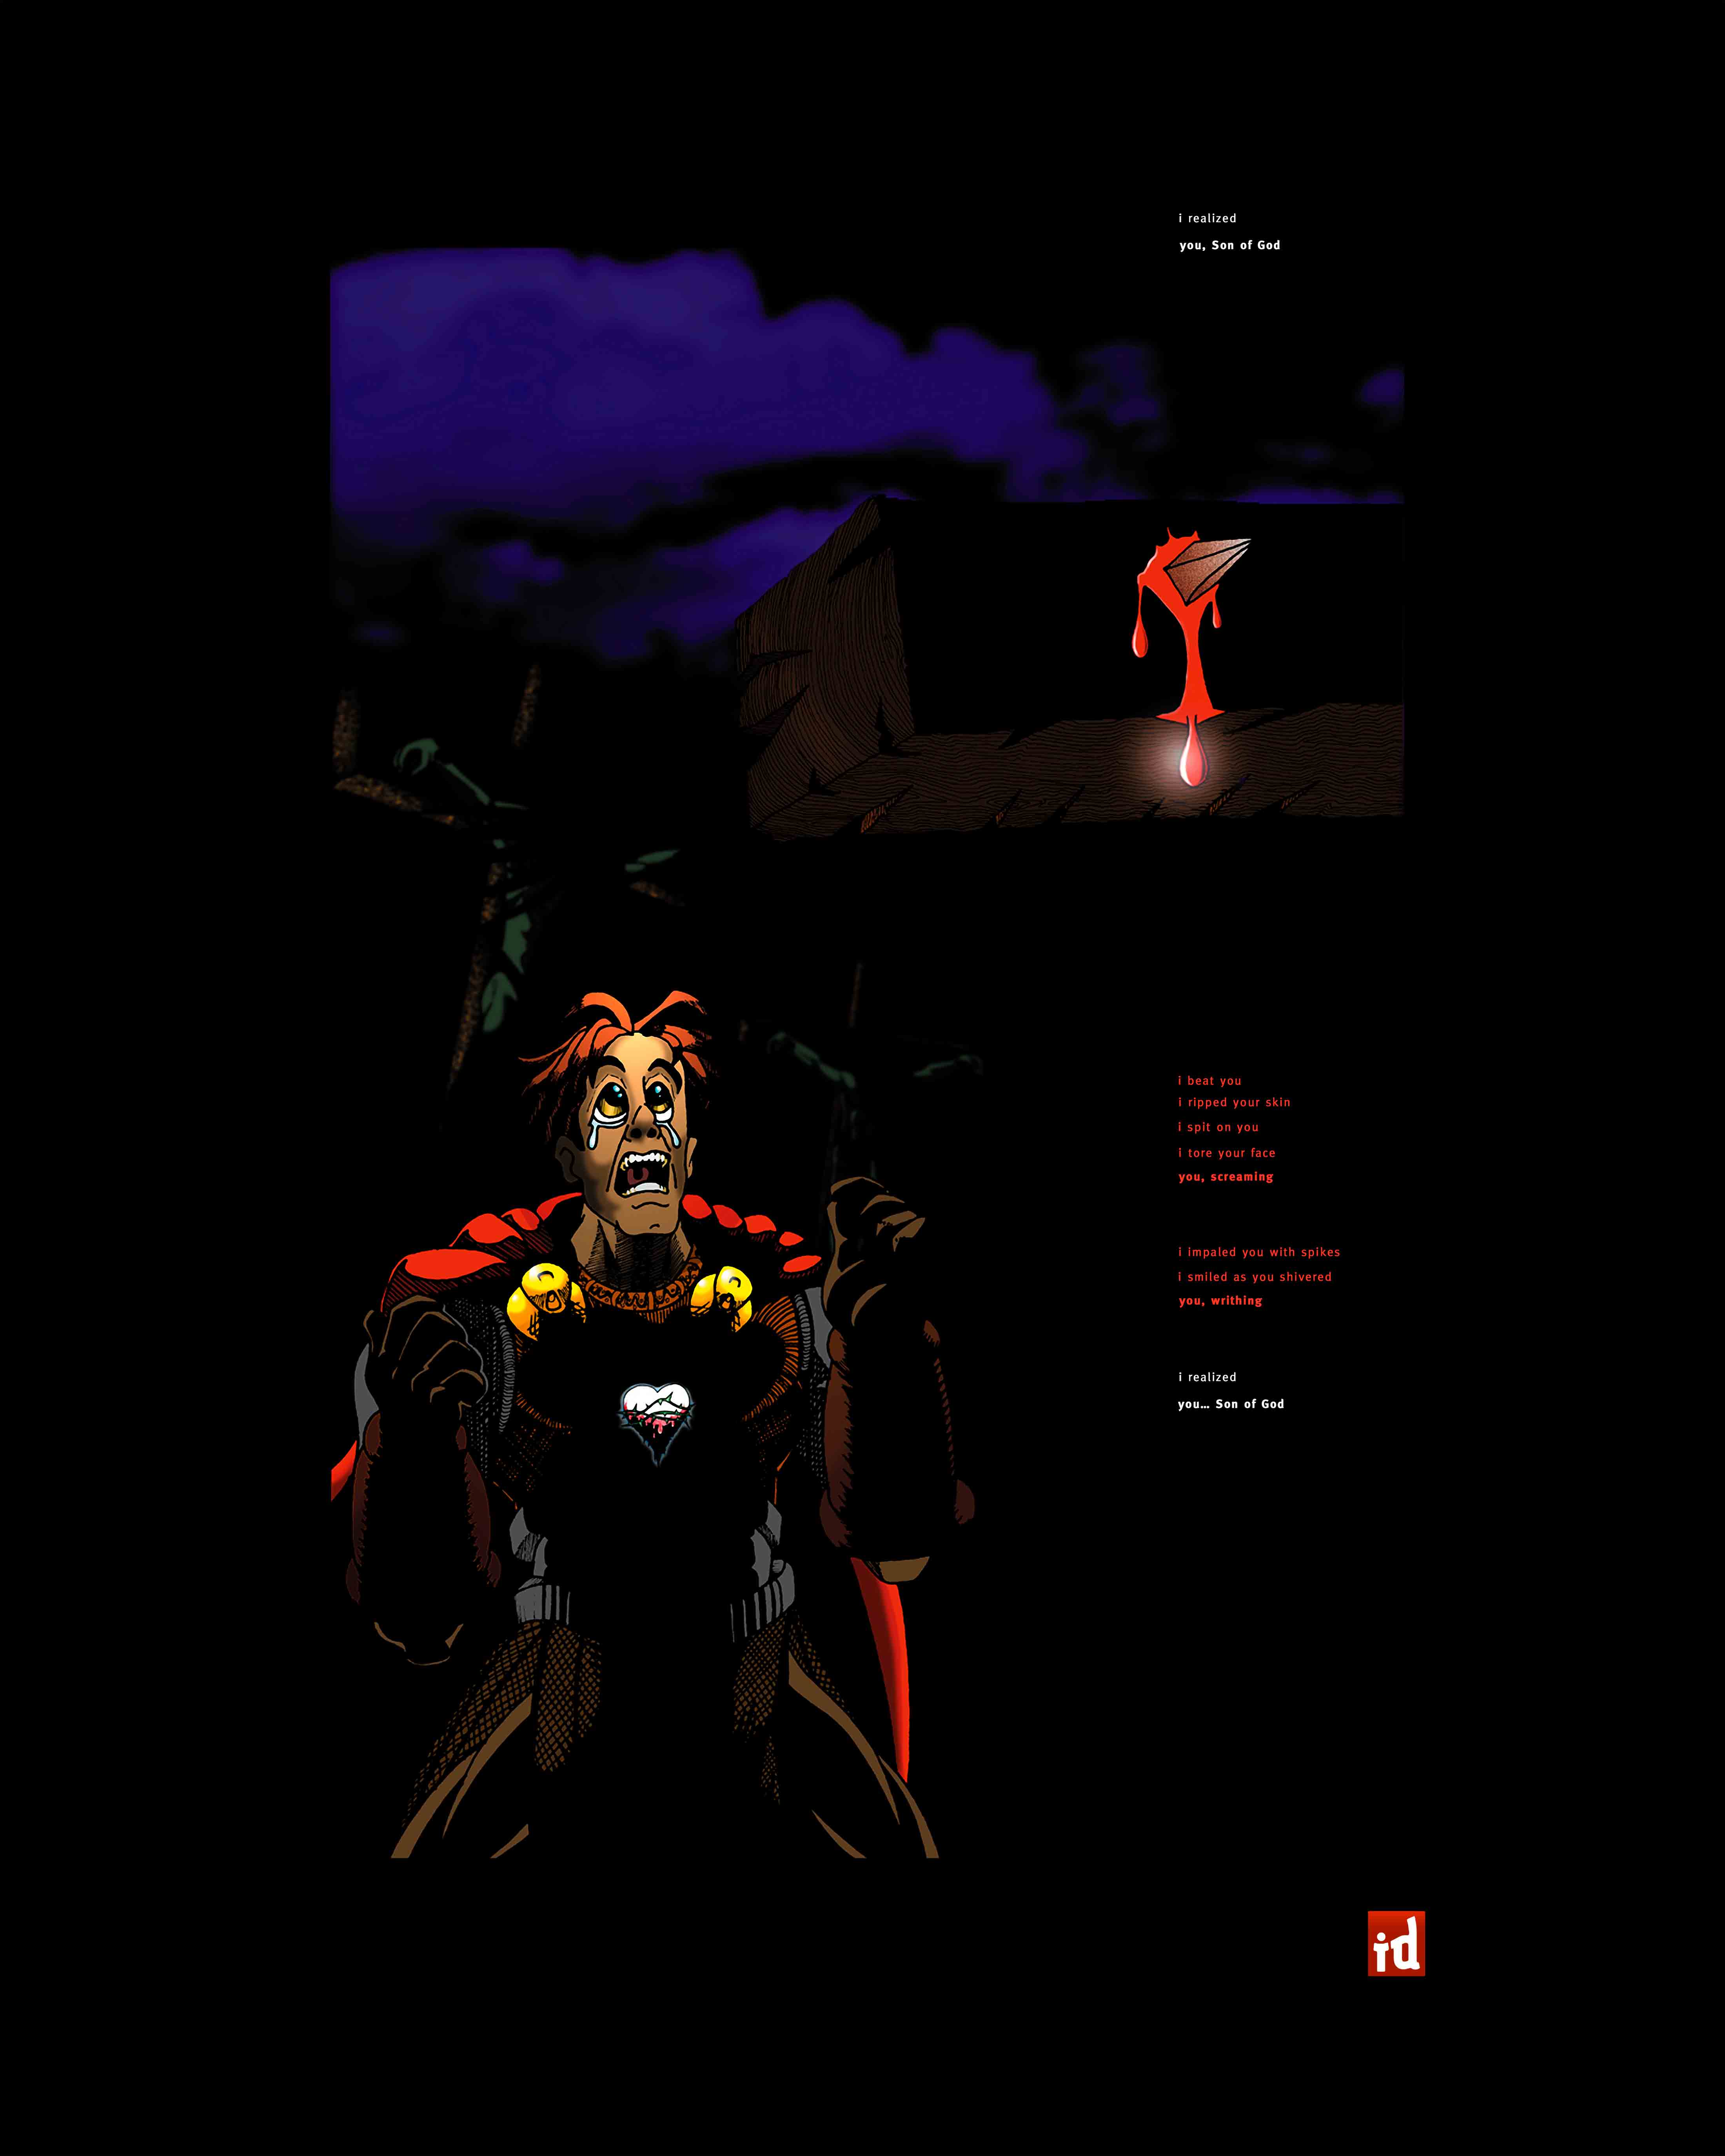 i realized
you, Son of God
i beat you
i ripped your skin
i spit on you
i tore your face
you, screaming
i impaled you with spikes
i smiled as you shivered
you, writhing
i realized
you... Son of God
id